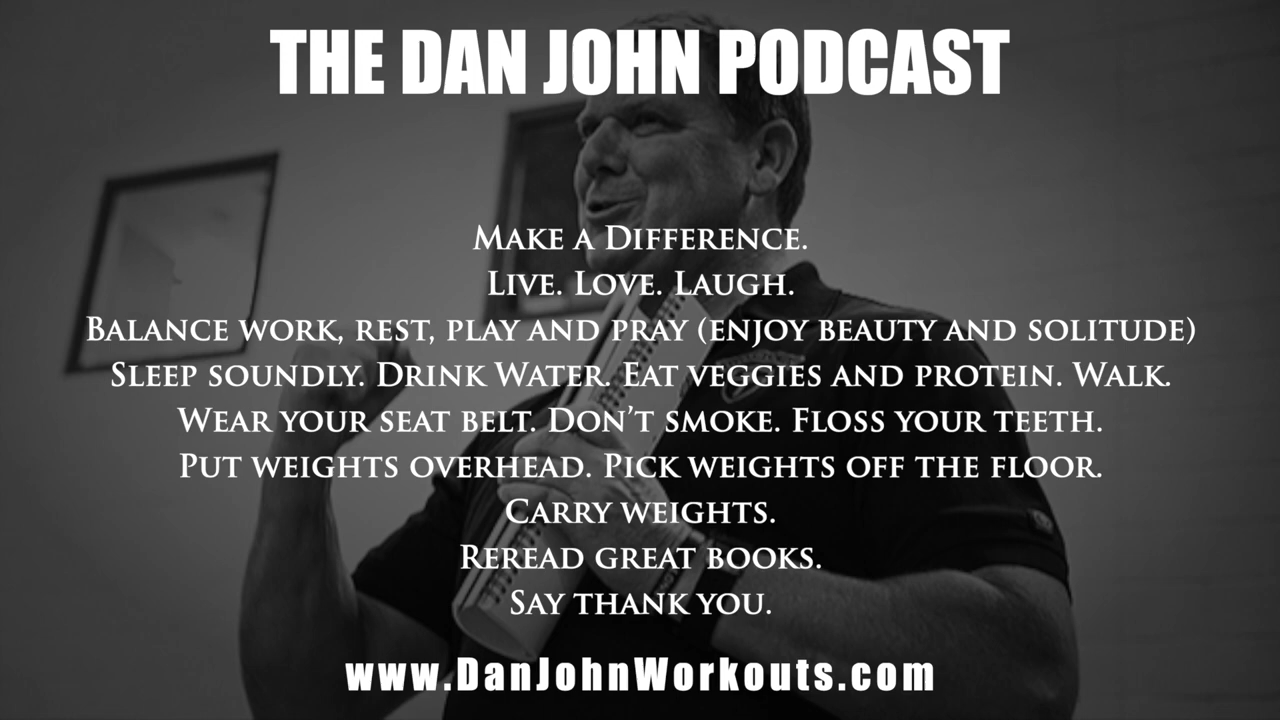 THE DAN JOHN PODCAST
Make a Difference.
Live. Love. Laugh.
Balance work, rest, play and pray (enjoy beauty and solitude)
Sleep soundly. Drink Water. Eat veggies and protein. Walk.
Wear your seat belt. Don't smoke. Floss your teeth.
Put weights overhead. Pick weights off the floor.
Carry weights.
Reread great books.
Say thank you.
www.DanJohnWorkouts.com